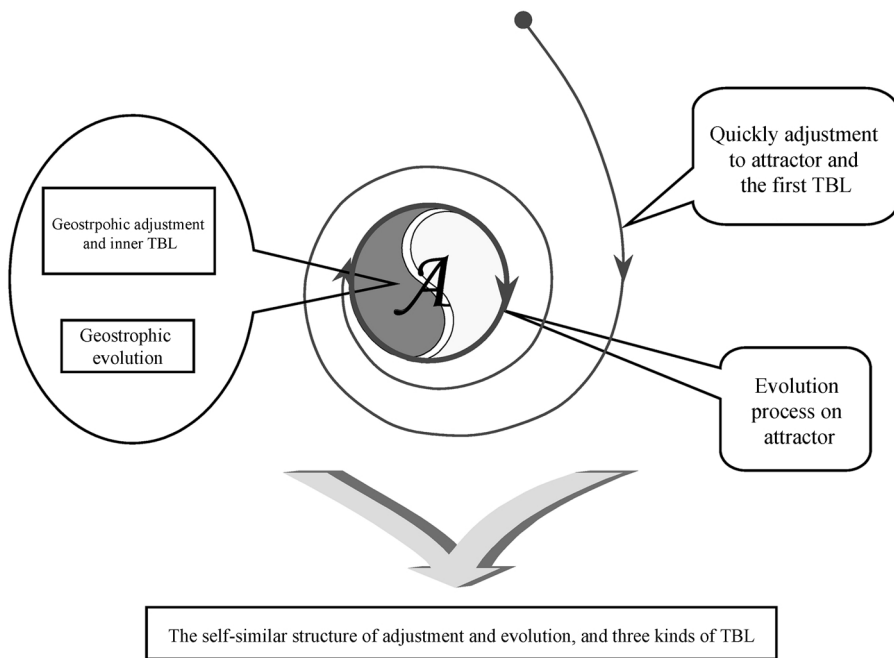 Quickly adjustment
to attractor and
the first TBL
Geostrpohic adjustment
and inner TBL
A
Geostrophic
evolution
Evolution
process on
attractor
The self-similar structure of adjustment and evolution, and three kinds of TBL